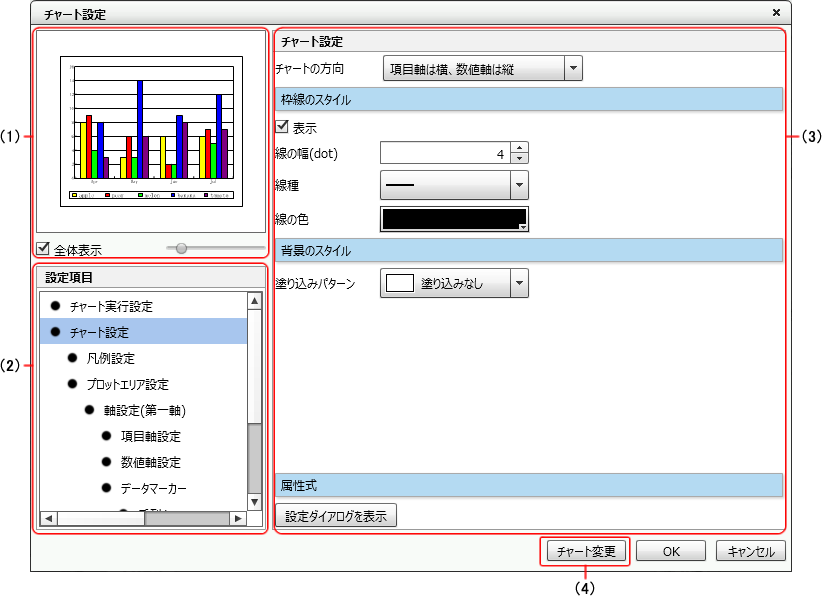 チャート設定
×
チャート設定
チャートの方向
項目軸は横、数値軸は縦
枠線のスタイル
表示
線の幅(dot)
4
線種
線の色
背景のスタイル
塗り込みパターン
塗り込みなし
属性式
設定ダイアログを表示
(1)
(3)
Apr
May
Jun
Jul
apple
melon
banana
tomato
全体表示
設定項目
チャート実行設定
チャート設定
凡例設定
プロットエリア設定
軸設定(第一軸)
項目軸設定
数値軸設定
データマーカー
(2)
チャート変更
OK
キャンセル
(4)